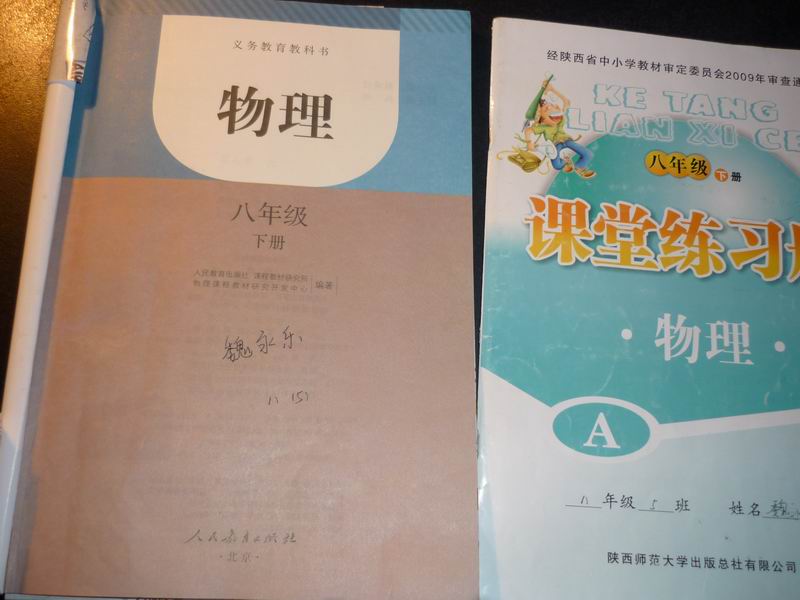 义务教育教科书
物理
八年级
下册
人民教育出版社 课程教材研究所
物理课程教材研究开发中心
编著
魏永乐
八(5)
人民教育出版社
·北京·
经陕西省中小学教材审定委员会2009年审查通
KE TANG
LIAN XI CE
八年级 下册
课堂练习册
·物理·
A
八年级5班 姓名魏永
陕西师范大学出版总社有限公司